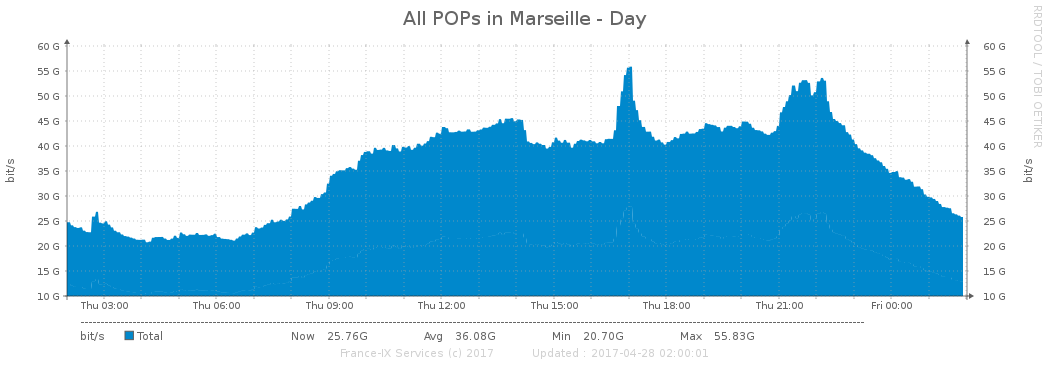 All POPs in Marseille - Day
RRDTOOL / TOBI OETIKER
60 G 60 G
55 G 55 G
50 G 50 G
45 G 45 G
40 G 40 G
35 G 35 G
30 G 30 G
25 G 25 G
20 G 20 G
15 G 15 G
10 G 10 G
bit/s
bit/s
Thu 03:00 Thu 06:00 Thu 09:00 Thu 12:00 Thu 15:00 Thu 18:00 Thu 21:00 Fri 00:00
bit/s Total Now 25.76G Avg 36.08G Min 20.70G Max 55.83G
France-IX Services (c) 2017 Updated : 2017-04-28 02:00:01